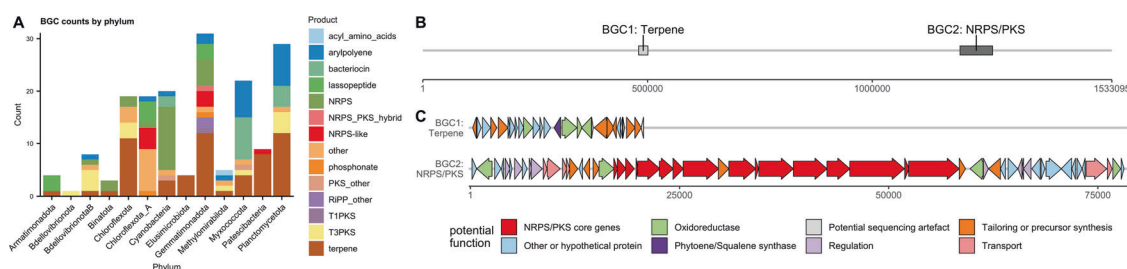 A
BGC counts by phylum
Count
30
20
10
0
Armatimonadota
Bdellovibrionota
BdellovibrionotaB
Binatota
Chloroflexota
Chloroflexota_A
Cyanobacteria
Elusimicrobiota
Gemmatimonadota
Methylomirabilota
Myxococcota
Patescibacteria
Planctomycetota
Phylum
Product
acyl_amino_acids
arylpolyene
bacteriocin
lassopeptide
NRPS
NRPS_PKS_hybrid
NRPS-like
other
phosphonate
PKS_other
RiPP_other
T1PKS
T3PKS
terpene
B
BGC1: Terpene
BGC2: NRPS/PKS
1 500000 1000000 1533095
C
BGC1:
Terpene
BGC2:
NRPS/PKS
1 25000 50000 75000
potential
function
NRPS/PKS core genes
Oxidoreductase
Potential sequencing artefact
Tailoring or precursor synthesis
Other or hypothetical protein
Phytoene/Squalene synthase
Regulation
Transport